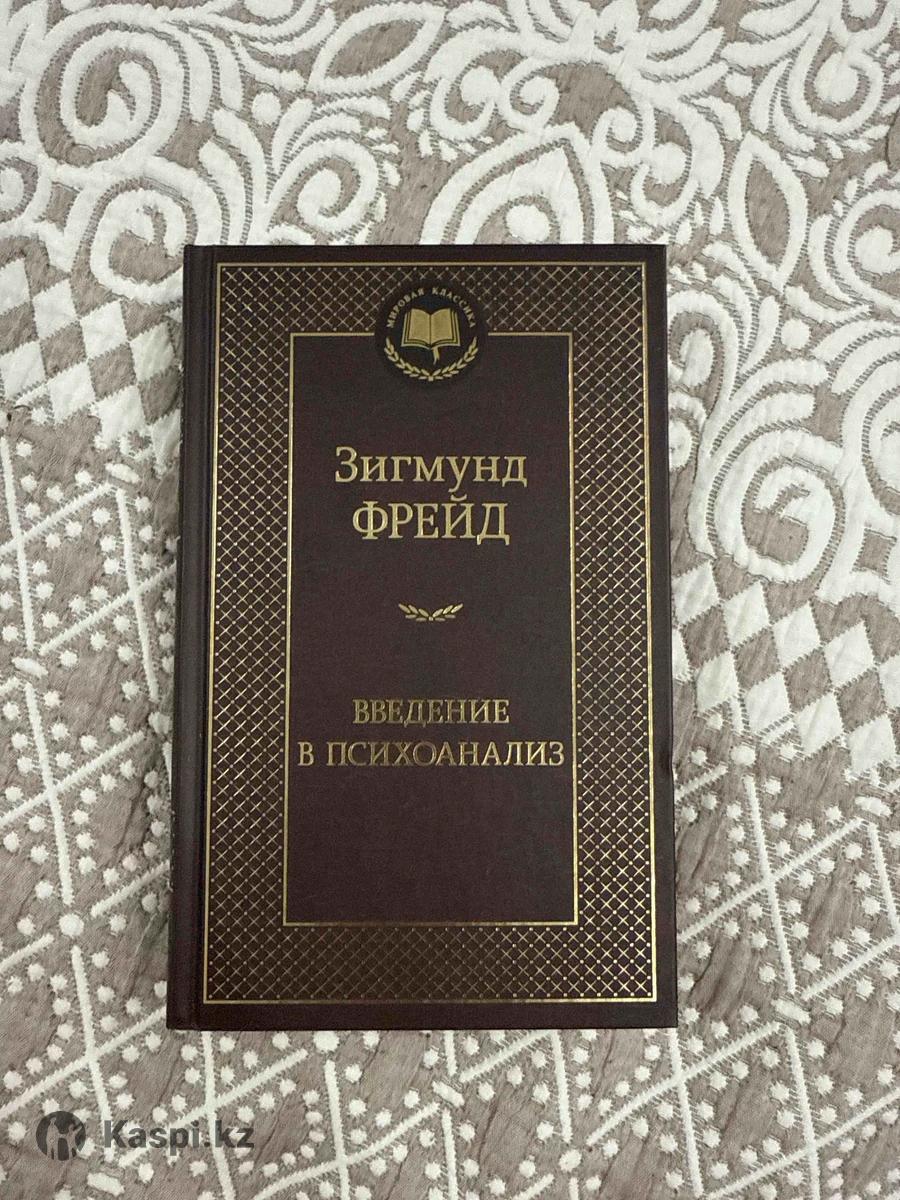 МИРОВАЯ КЛАССИКА
Зигмунд
ФРЕЙД
ВВЕДЕНИЕ
В ПСИХОАНАЛИЗ
Kaspi.kz